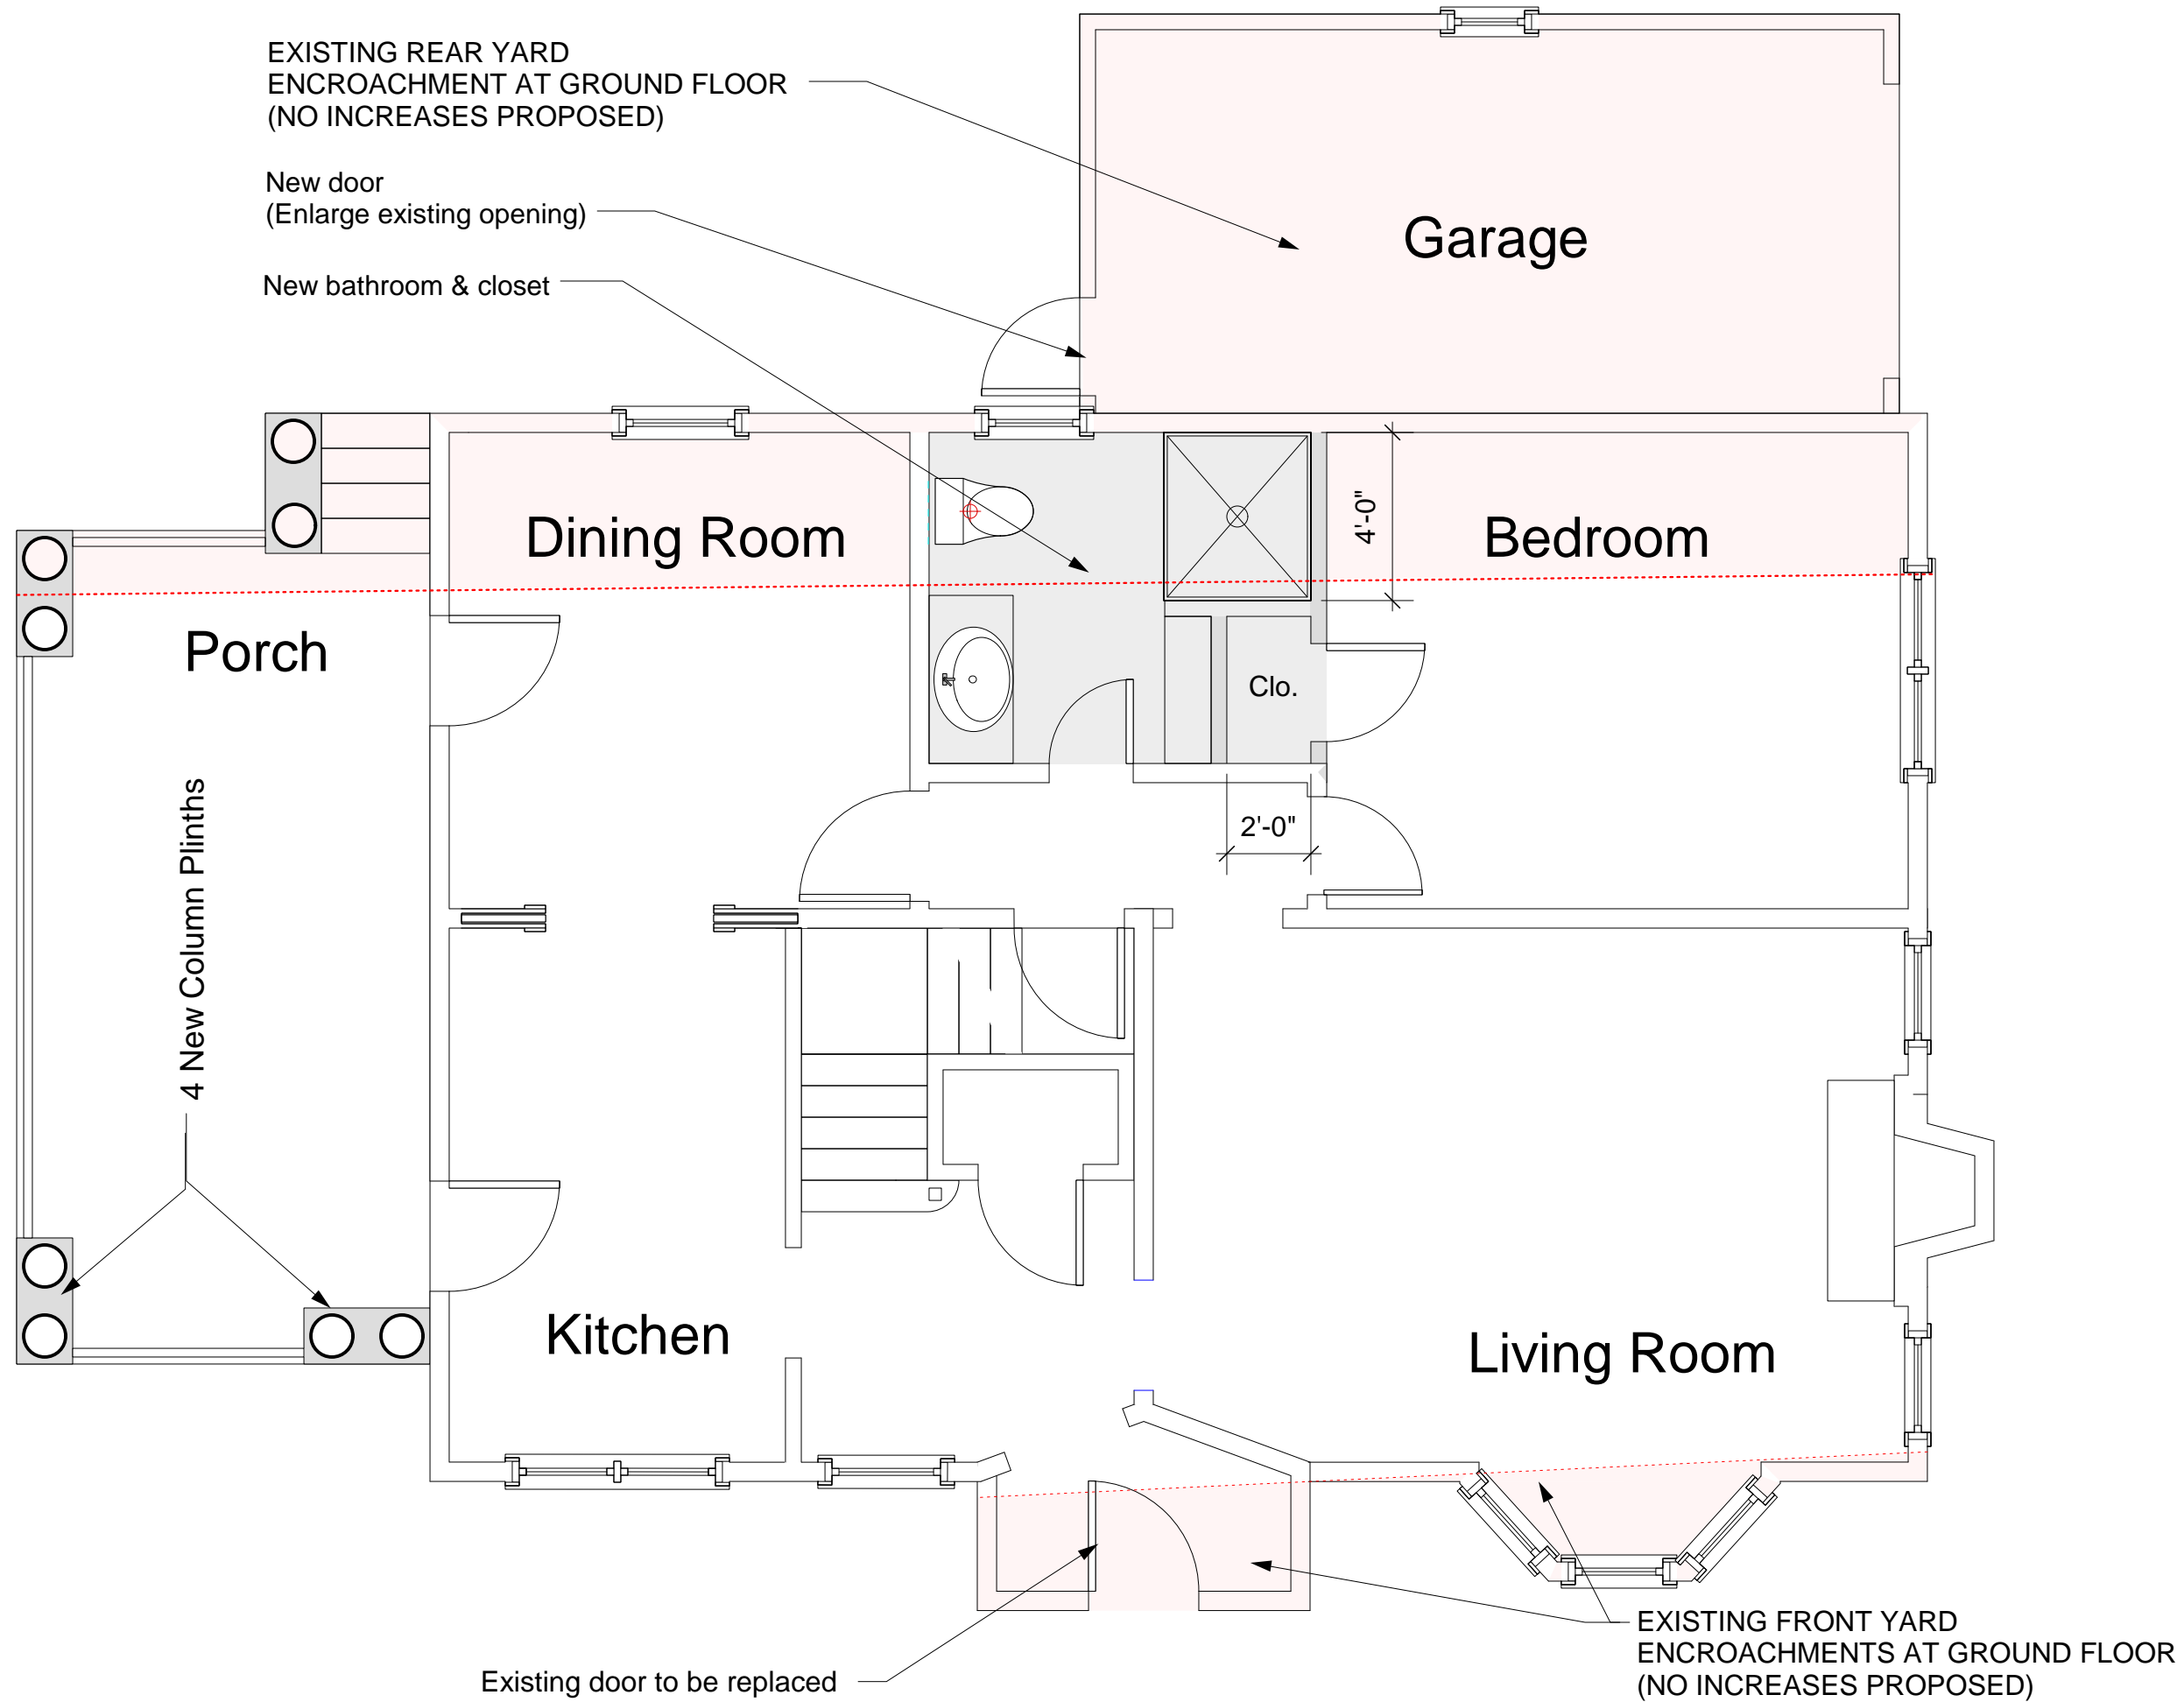 EXISTING REAR YARD
ENCROACHMENT AT GROUND FLOOR
(NO INCREASES PROPOSED)
New door
(Enlarge existing opening)
New bathroom & closet
Garage
Dining Room
4'-0"
Bedroom
Porch
Clo.
2'-0"
4 New Column Plinths
Kitchen
Living Room
EXISTING FRONT YARD
ENCROACHMENTS AT GROUND FLOOR
(NO INCREASES PROPOSED)
Existing door to be replaced